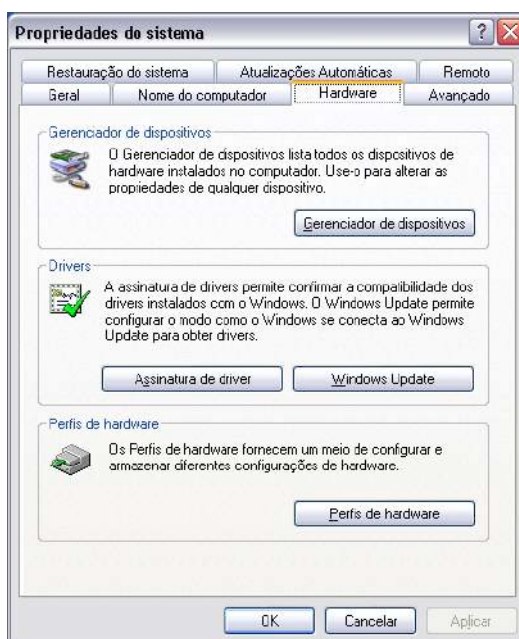 Propriedades do sistema
Restauração do sistema Atualizações Automáticas Remoto
Geral Nome do computador Hardware Avançado
Gerenciador de dispositivos
O Gerenciador de dispositivos lista todos os dispositivos de
hardware instalados no computador. Use-o para alterar as
propriedades de qualquer dispositivo.
Gerenciador de dispositivos
Drivers
A assinatura de drivers permite confirmar a compatibilidade dos
drivers instalados com o Windows. O Windows Update permite
configurar o modo como o Windows se conecta ao Windows
Update para obter drivers.
Assinatura de driver Windows Update
Perfis de hardware
Os Perfis de hardware fornecem um meio de configurar e
armazenar diferentes configurações de hardware.
Perfis de hardware
OK Cancelar Aplicar